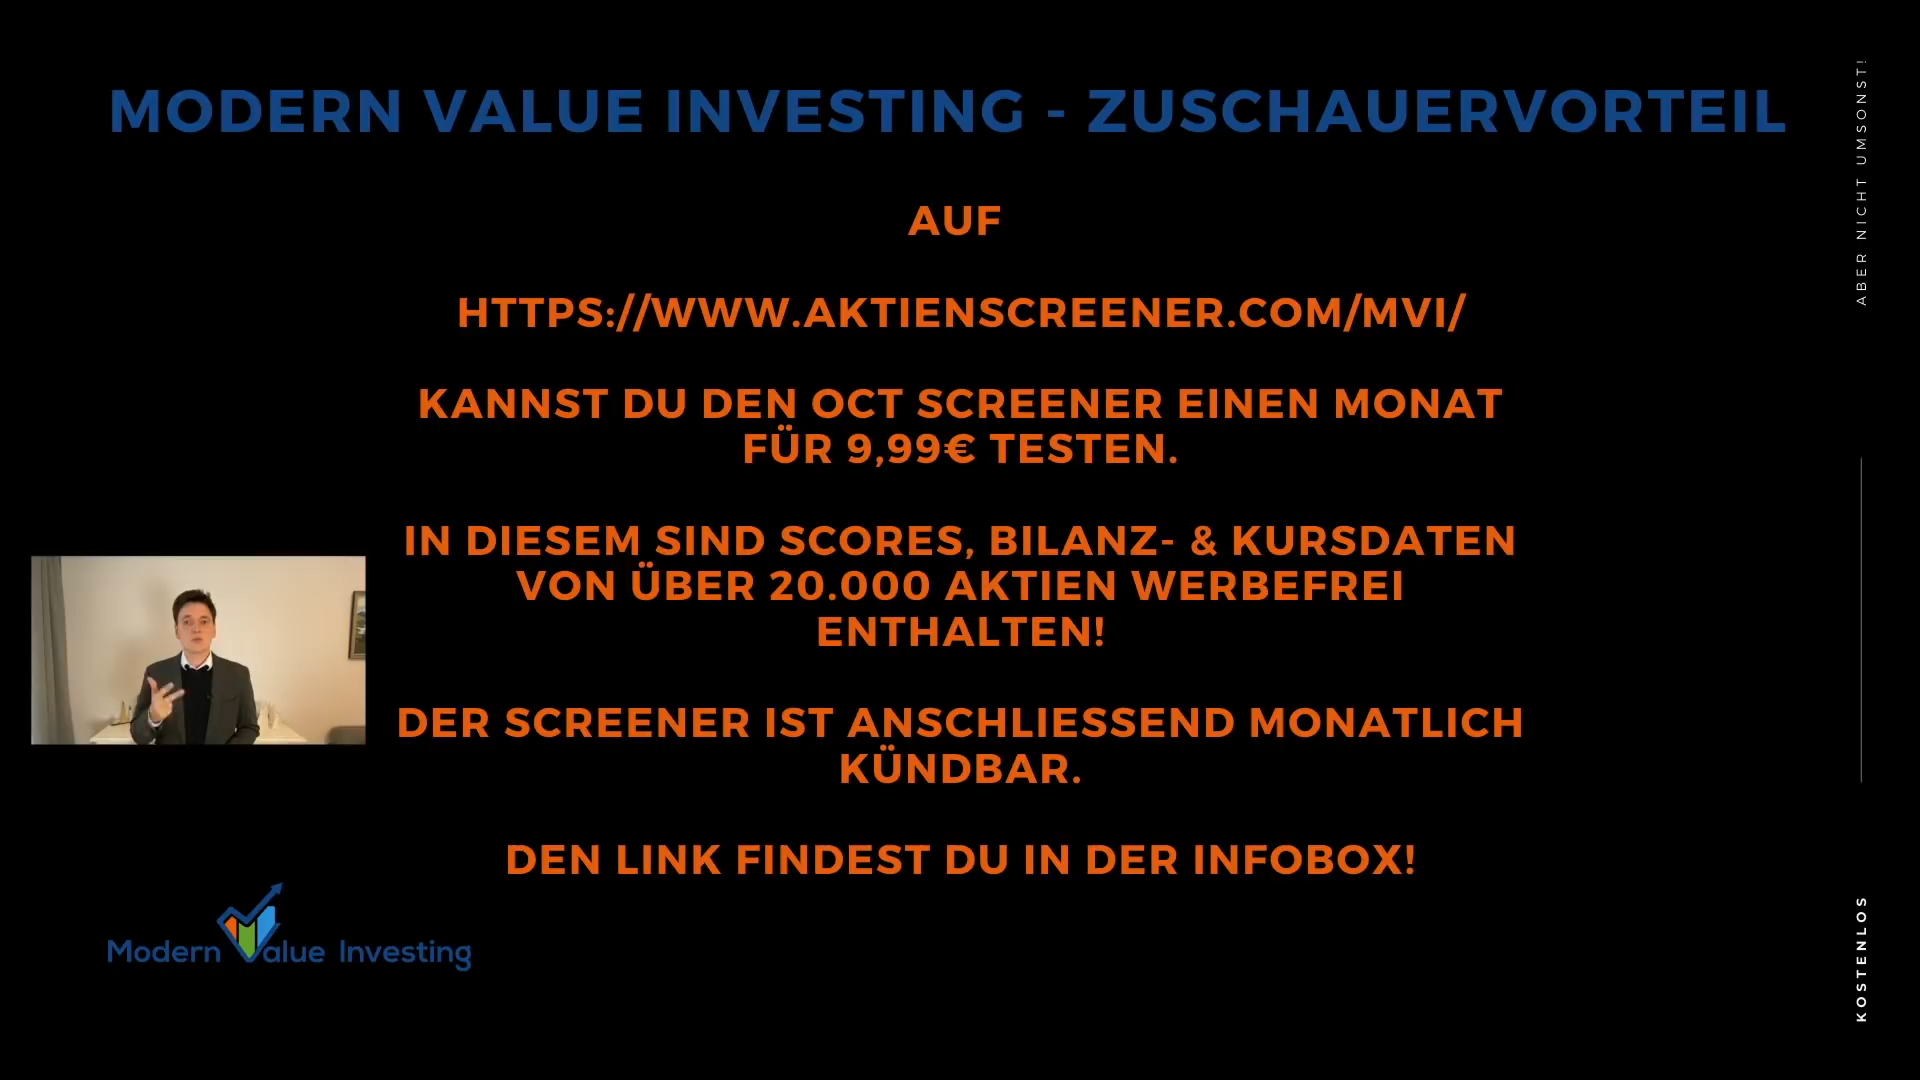 MODERN VALUE INVESTING - ZUSCHAUERVORTEIL
AUF
HTTPS://WWW.AKTIENSCREENER.COM/MVI/
KANNST DU DEN OCT SCREENER EINEN MONAT
FÜR 9,99€ TESTEN.
IN DIESEM SIND SCORES, BILANZ- & KURSDATEN
VON ÜBER 20.000 AKTIEN WERBEFREI
ENTHALTEN!
DER SCREENER IST ANSCHLIESSEND MONATLICH
KÜNDBAR.
DEN LINK FINDEST DU IN DER INFOBOX!
Modern Value Investing
KOSTENLOS
ABER NICHT UMSONST!